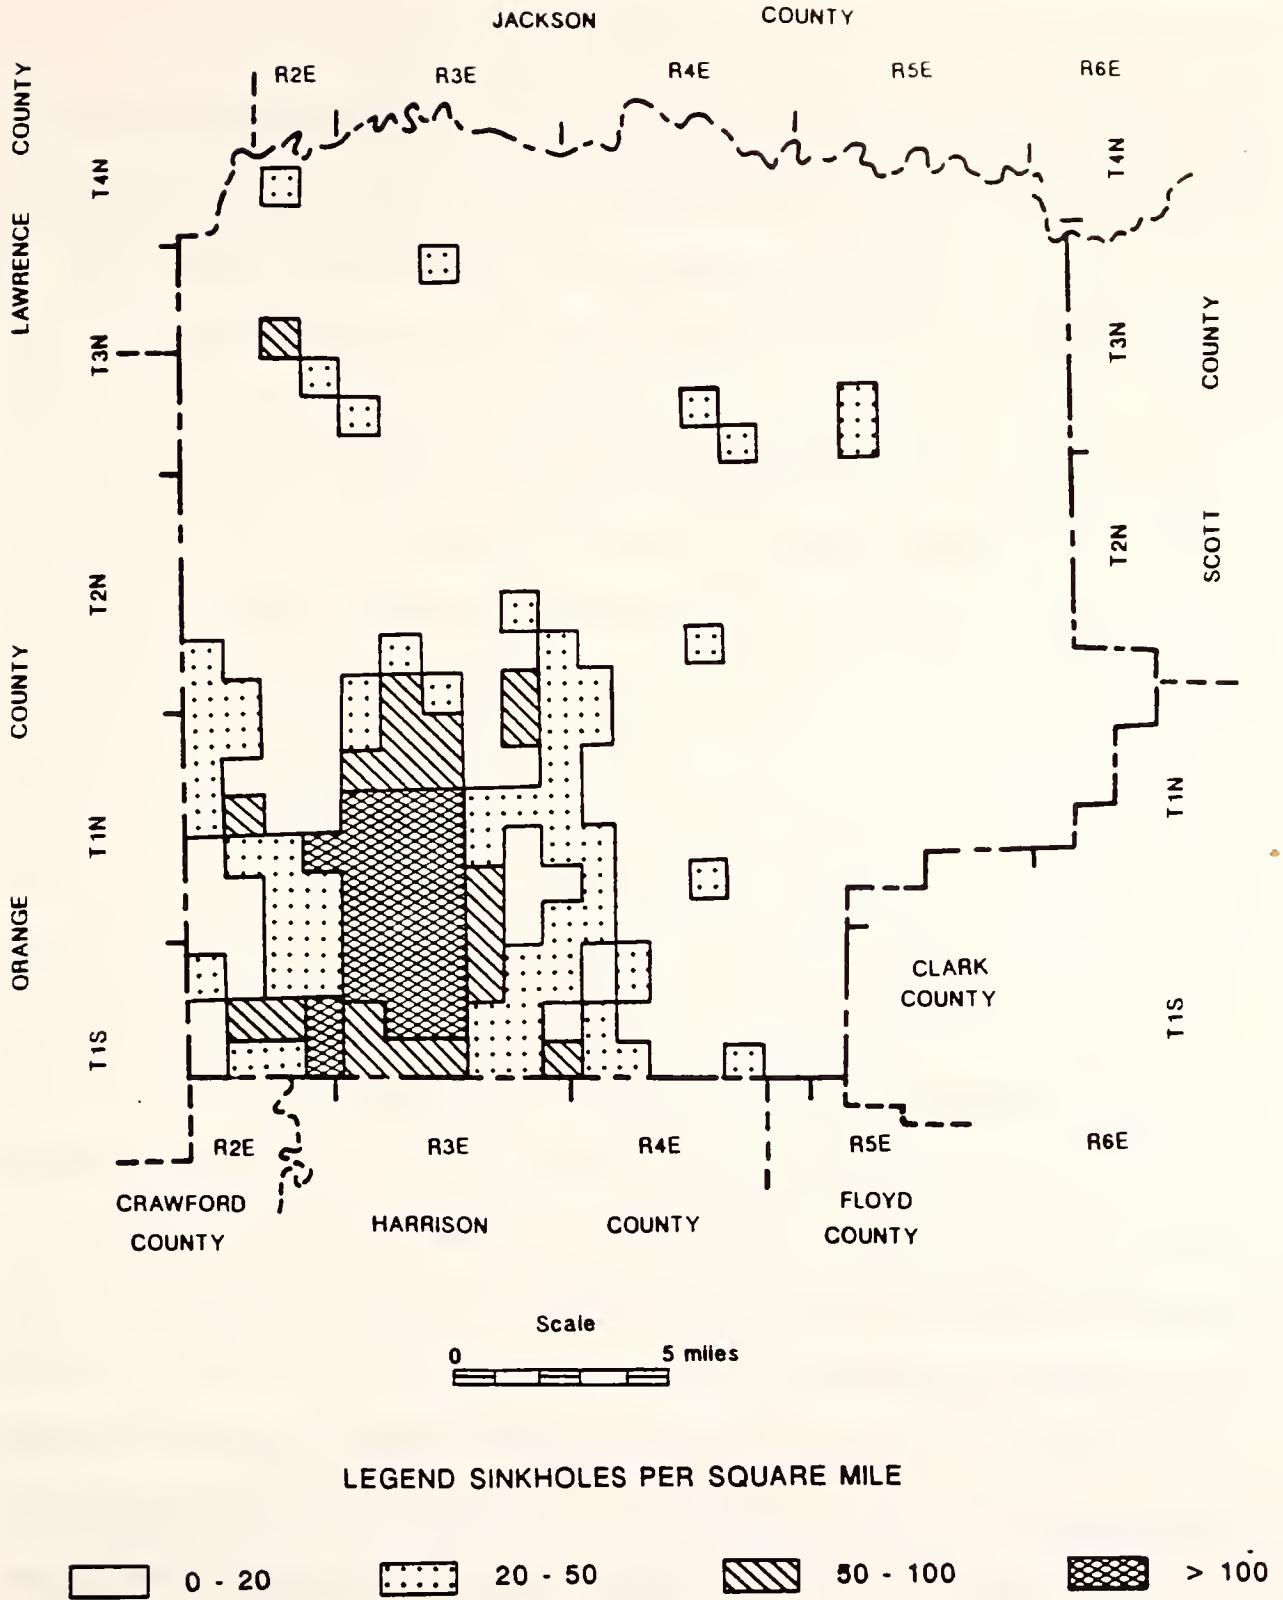 JACKSON COUNTY
R2E R3E R4E R5E R6E
LAWRENCE COUNTY
T4N
T4N
T3N
T3N
SCOTT COUNTY
T2N
T2N
ORANGE COUNTY
T1N
T1N
CLARK
COUNTY
T1S
T1S
R2E R3E R4E R5E R6E
CRAWFORD
COUNTY
HARRISON COUNTY
FLOYD
COUNTY
Scale
0 5 miles
LEGEND SINKHOLES PER SQUARE MILE
0 - 20 20 - 50 50 - 100 > 100